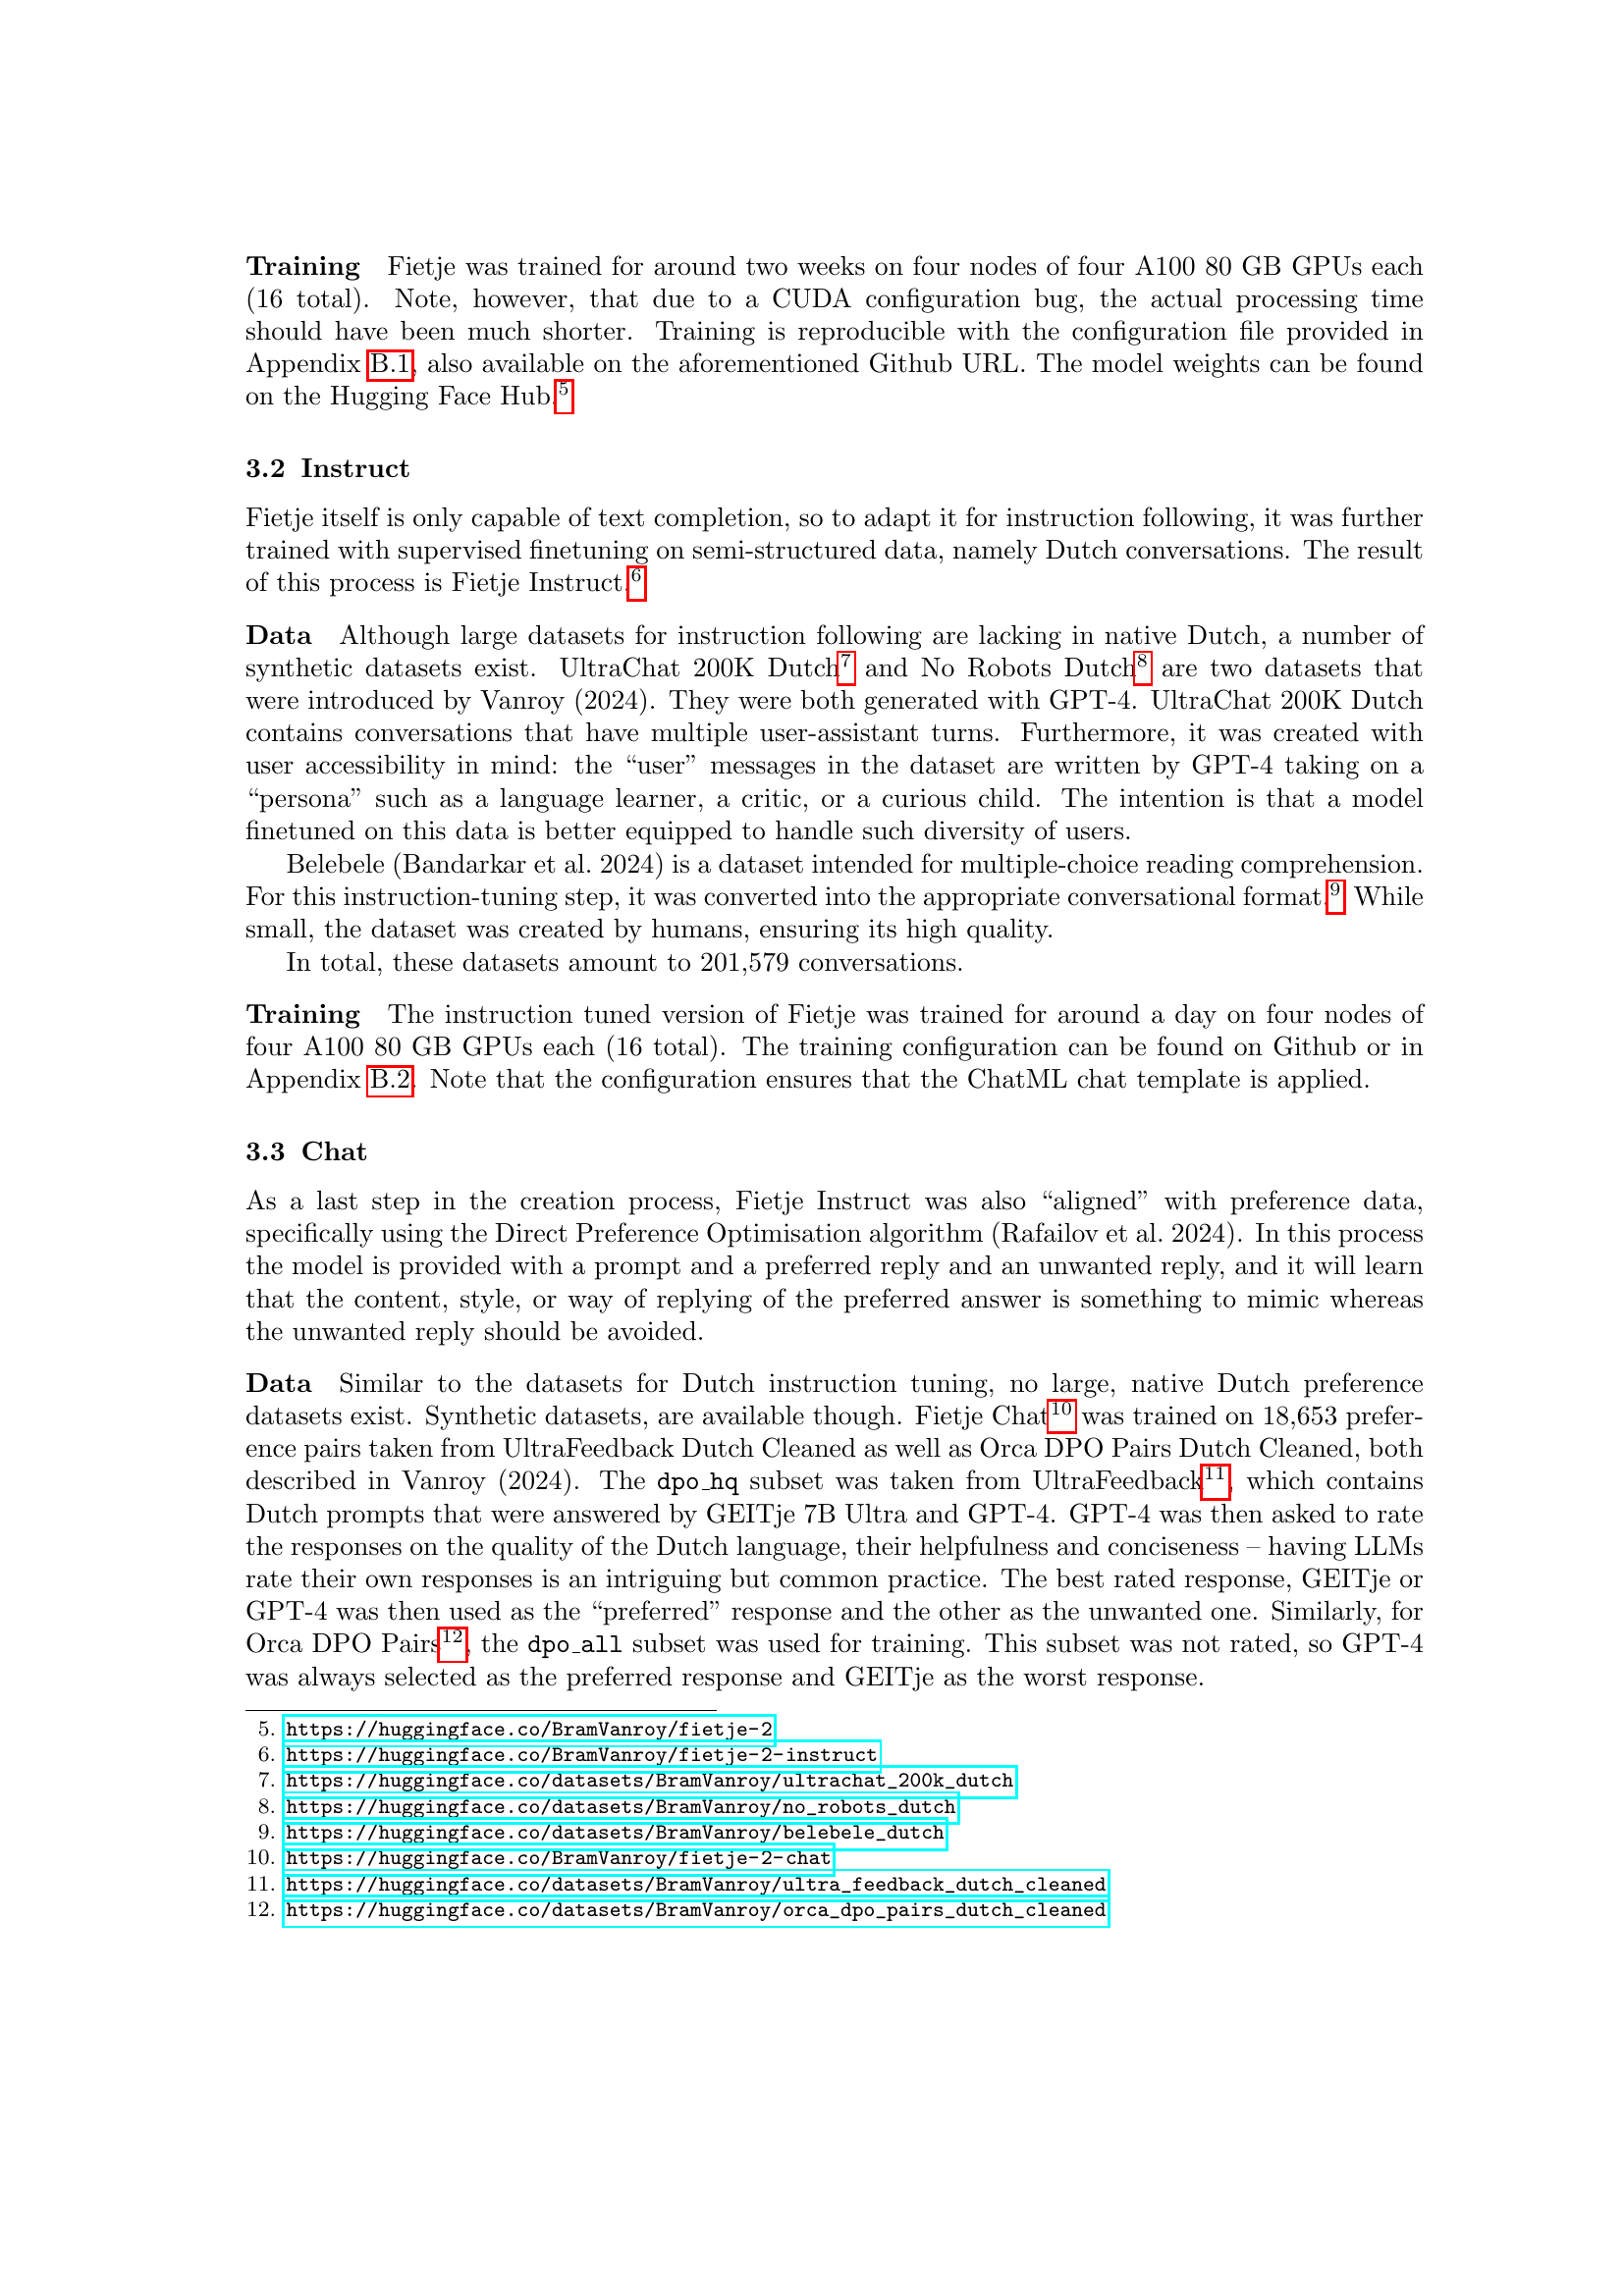 Training Fietje was trained for around two weeks on four nodes of four A100 80 GB GPUs each
(16 total). Note, however, that due to a CUDA configuration bug, the actual processing time
should have been much shorter. Training is reproducible with the configuration file provided in
Appendix B.1, also available on the aforementioned Github URL. The model weights can be found
on the Hugging Face Hub.5
3.2 Instruct
Fietje itself is only capable of text completion, so to adapt it for instruction following, it was further
trained with supervised finetuning on semi-structured data, namely Dutch conversations. The result
of this process is Fietje Instruct.6
Data Although large datasets for instruction following are lacking in native Dutch, a number of
synthetic datasets exist. UltraChat 200K Dutch7 and No Robots Dutch8 are two datasets that
were introduced by Vanroy (2024). They were both generated with GPT-4. UltraChat 200K Dutch
contains conversations that have multiple user-assistant turns. Furthermore, it was created with
user accessibility in mind: the “user” messages in the dataset are written by GPT-4 taking on a
“persona” such as a language learner, a critic, or a curious child. The intention is that a model
finetuned on this data is better equipped to handle such diversity of users.
Belebele (Bandarkar et al. 2024) is a dataset intended for multiple-choice reading comprehension.
For this instruction-tuning step, it was converted into the appropriate conversational format.9 While
small, the dataset was created by humans, ensuring its high quality.
In total, these datasets amount to 201,579 conversations.
Training The instruction tuned version of Fietje was trained for around a day on four nodes of
four A100 80 GB GPUs each (16 total). The training configuration can be found on Github or in
Appendix B.2. Note that the configuration ensures that the ChatML chat template is applied.
3.3 Chat
As a last step in the creation process, Fietje Instruct was also “aligned” with preference data,
specifically using the Direct Preference Optimisation algorithm (Rafailov et al. 2024). In this process
the model is provided with a prompt and a preferred reply and an unwanted reply, and it will learn
that the content, style, or way of replying of the preferred answer is something to mimic whereas
the unwanted reply should be avoided.
Data Similar to the datasets for Dutch instruction tuning, no large, native Dutch preference
datasets exist. Synthetic datasets, are available though. Fietje Chat10 was trained on 18,653 prefer-
ence pairs taken from UltraFeedback Dutch Cleaned as well as Orca DPO Pairs Dutch Cleaned, both
described in Vanroy (2024). The dpo_hq subset was taken from UltraFeedback11, which contains
Dutch prompts that were answered by GEITje 7B Ultra and GPT-4. GPT-4 was then asked to rate
the responses on the quality of the Dutch language, their helpfulness and conciseness – having LLMs
rate their own responses is an intriguing but common practice. The best rated response, GEITje or
GPT-4 was then used as the “preferred” response and the other as the unwanted one. Similarly, for
Orca DPO Pairs12, the dpo_all subset was used for training. This subset was not rated, so GPT-4
was always selected as the preferred response and GEITje as the worst response.
5. https://huggingface.co/BramVanroy/fietje-2
6. https://huggingface.co/BramVanroy/fietje-2-instruct
7. https://huggingface.co/datasets/BramVanroy/ultrachat_200k_dutch
8. https://huggingface.co/datasets/BramVanroy/no_robots_dutch
9. https://huggingface.co/datasets/BramVanroy/belebele_dutch
10. https://huggingface.co/BramVanroy/fietje-2-chat
11. https://huggingface.co/datasets/BramVanroy/ultra_feedback_dutch_cleaned
12. https://huggingface.co/datasets/BramVanroy/orca_dpo_pairs_dutch_cleaned